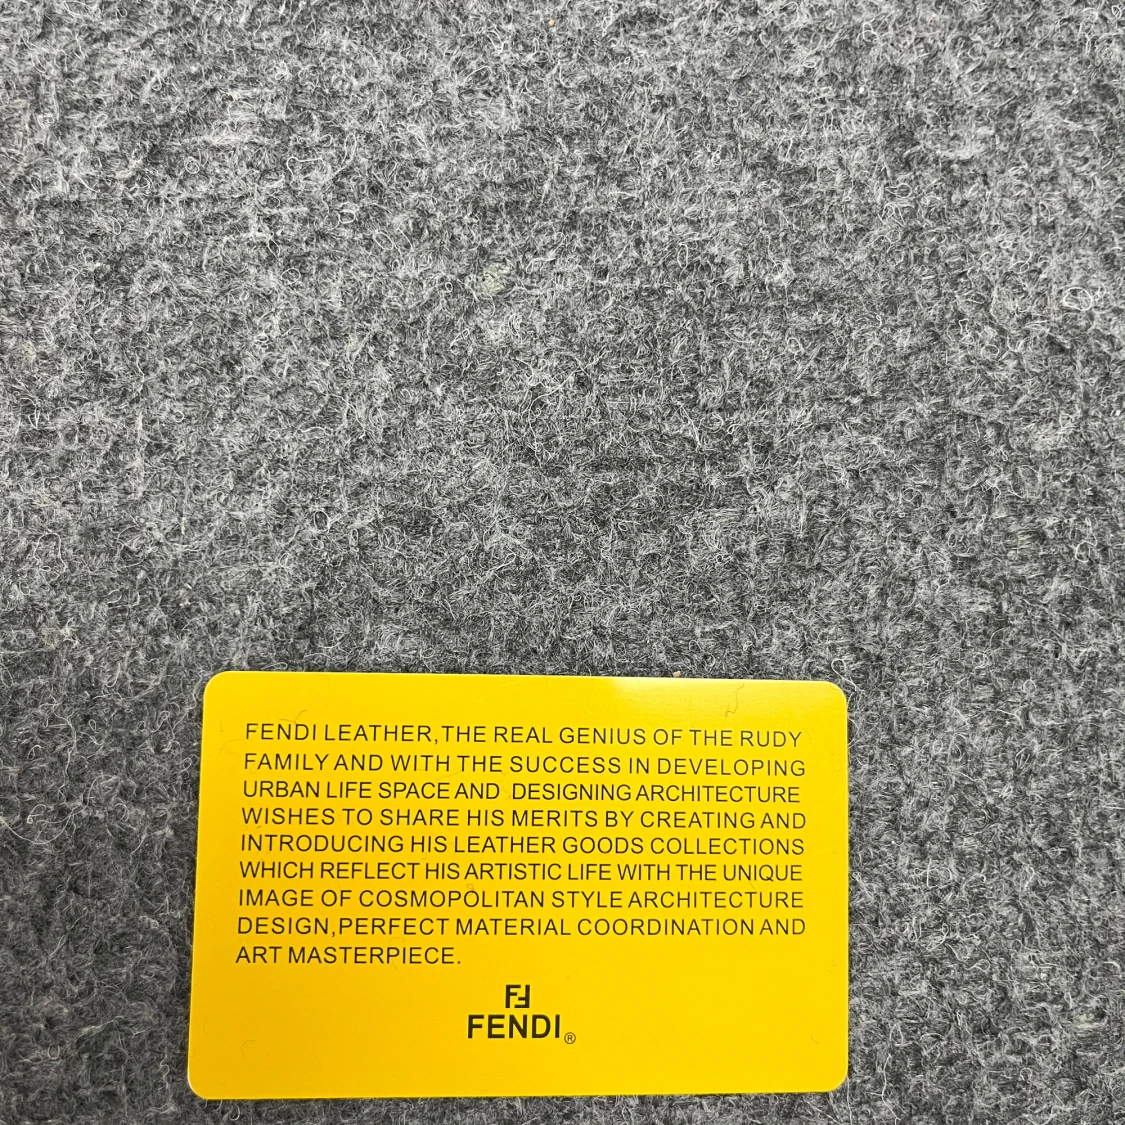 FENDI LEATHER,THE REAL GENIUS OF THE RUDY
FAMILY AND WITH THE SUCCESS IN DEVELOPING
URBAN LIFE SPACE AND DESIGNING ARCHITECTURE
WISHES TO SHARE HIS MERITS BY CREATING AND
INTRODUCING HIS LEATHER GOODS COLLECTIONS
WHICH REFLECT HIS ARTISTIC LIFE WITH THE UNIQUE
IMAGE OF COSMOPOLITAN STYLE ARCHITECTURE
DESIGN,PERFECT MATERIAL COORDINATION AND
ART MASTERPIECE.
FF
FENDI®